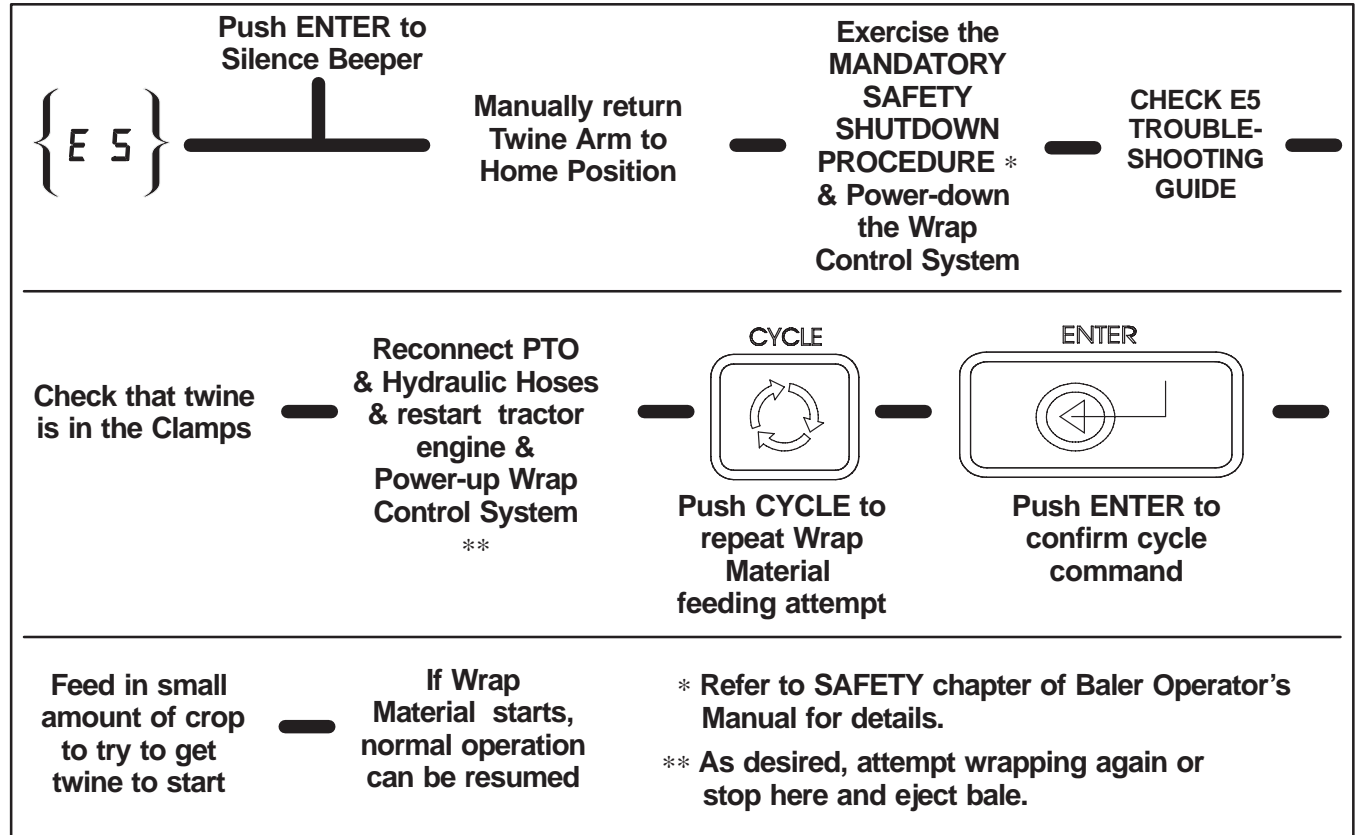 E 5
Push ENTER to
Silence Beeper
Manually return
Twine Arm to
Home Position
Exercise the
MANDATORY
SAFETY
SHUTDOWN
PROCEDURE *
& Power-down
the Wrap
Control System
CHECK E5
TROUBLE-
SHOOTING
GUIDE
Check that twine
is in the Clamps
Reconnect PTO
& Hydraulic Hoses
& restart tractor
engine &
Power-up Wrap
Control System
**
CYCLE
Push CYCLE to
repeat Wrap
Material
feeding attempt
ENTER
Push ENTER to
confirm cycle
command
Feed in small
amount of crop
to try to get
twine to start
If Wrap
Material starts,
normal operation
can be resumed
* Refer to SAFETY chapter of Baler Operator's
Manual for details.
** As desired, attempt wrapping again or
stop here and eject bale.